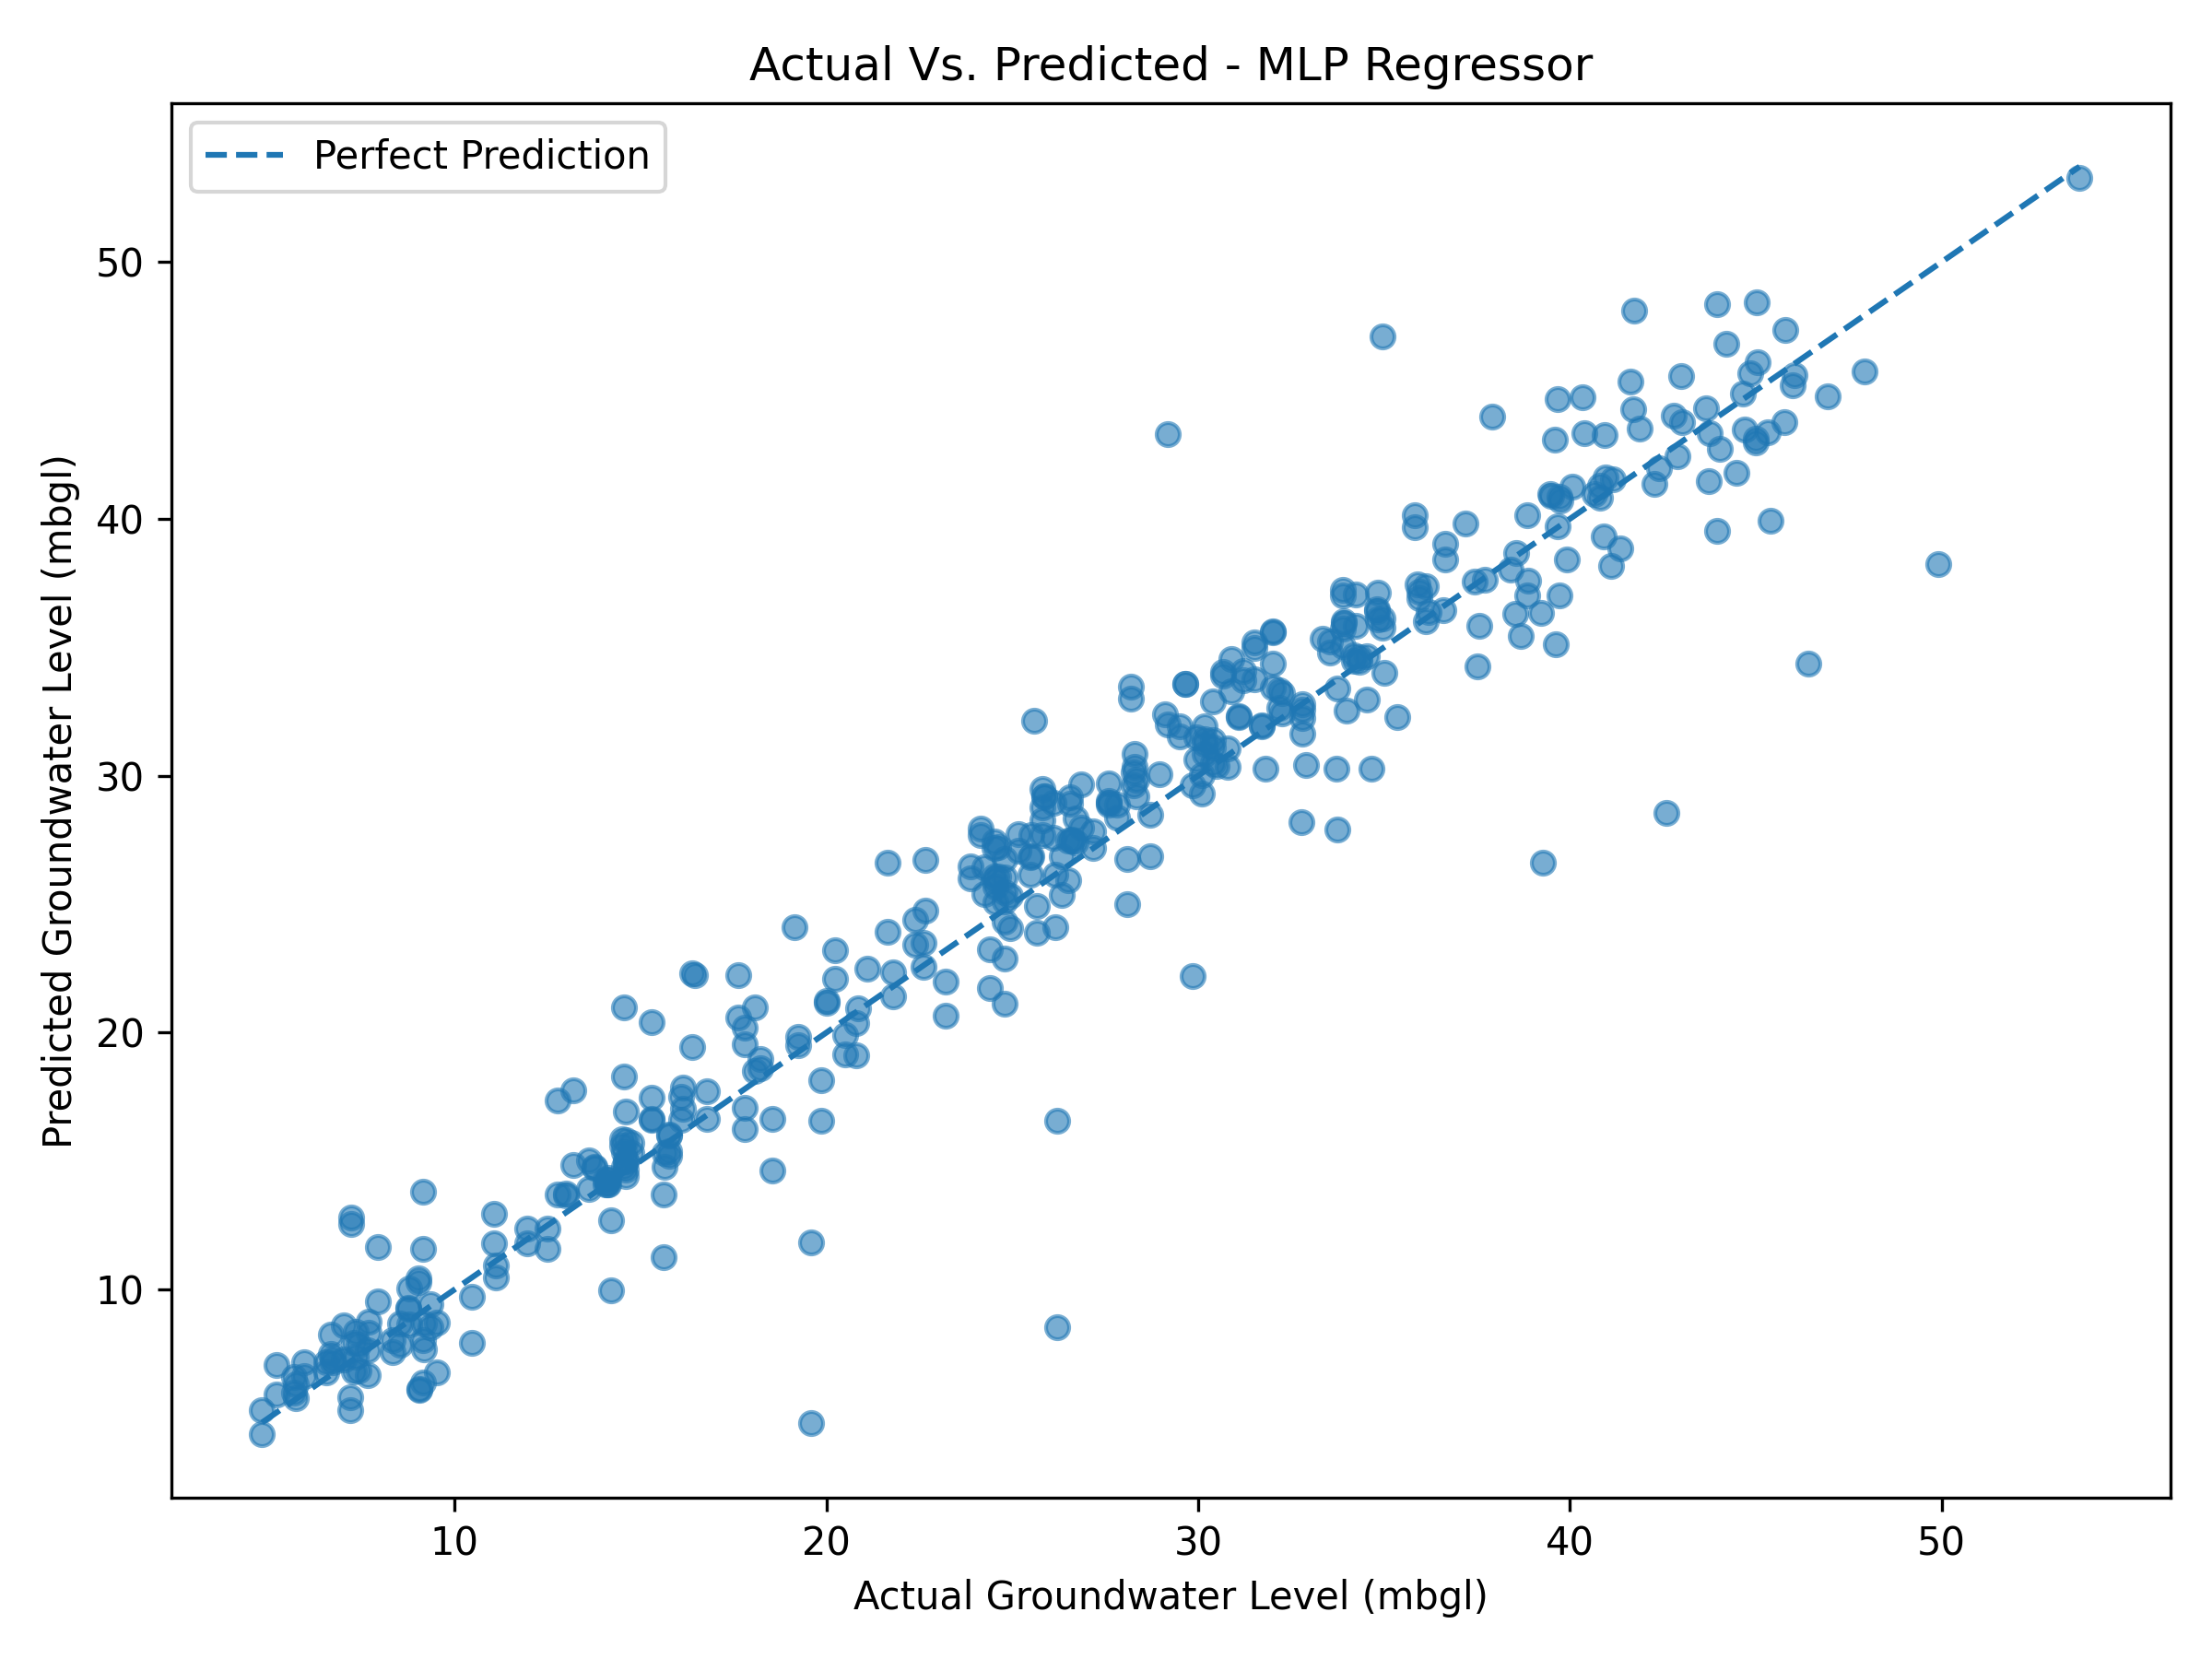 Actual Vs. Predicted - MLP Regressor
Perfect Prediction
Predicted Groundwater Level (mbgl)
50
40
30
20
10
10 20 30 40 50
Actual Groundwater Level (mbgl)